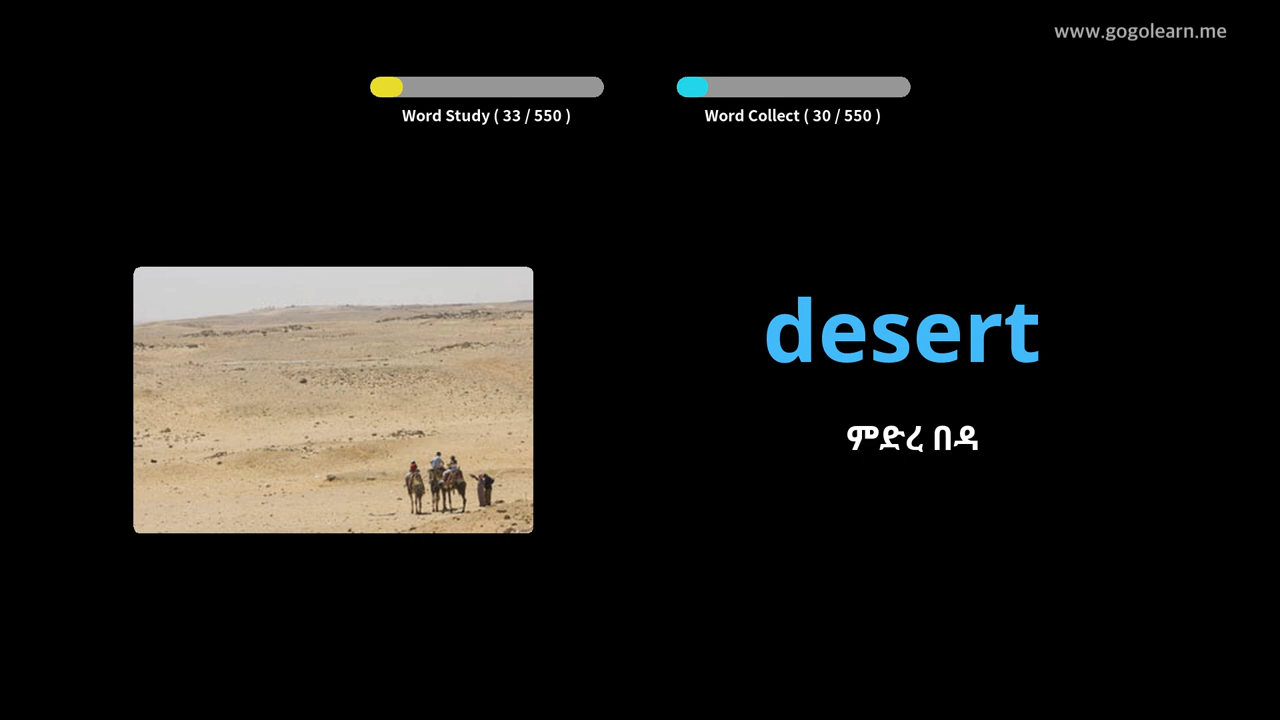 www.gogolearn.me
Word Study ( 33 / 550 )
Word Collect ( 30 / 550 )
desert
ምድረ በዳ